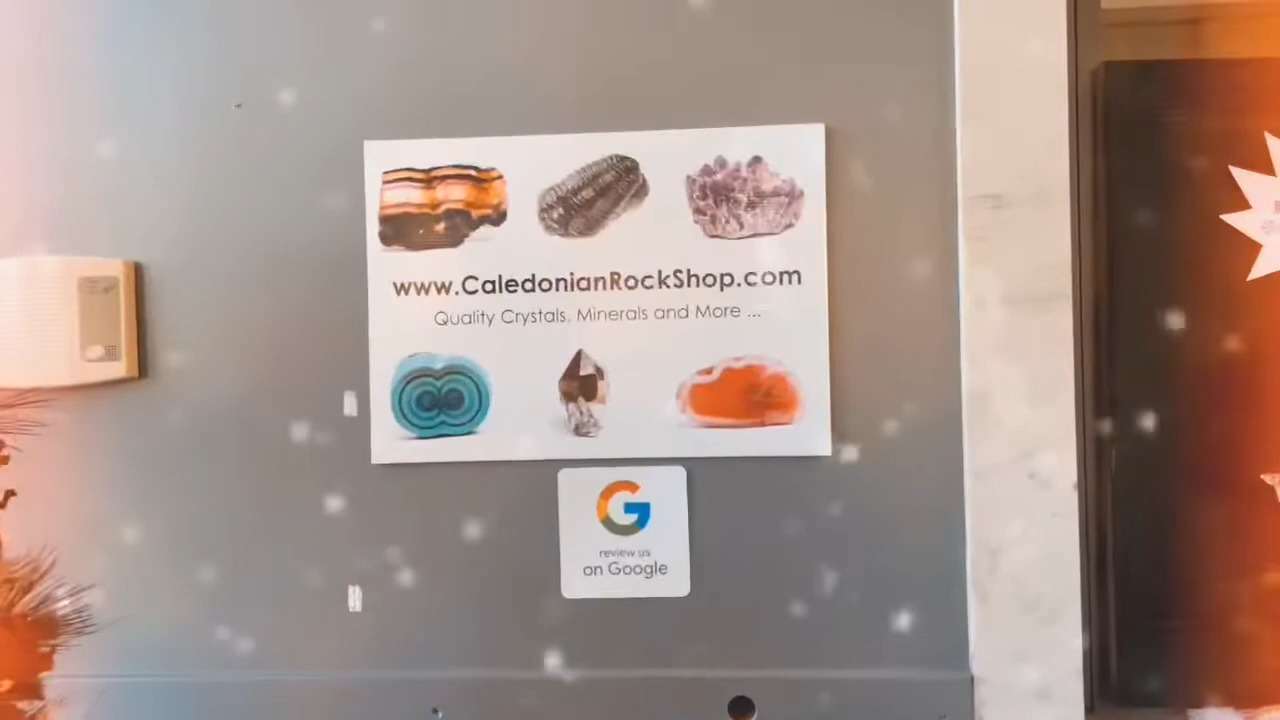 www.CaledonianRockShop.com
Quality Crystals, Minerals and More ...
G
review us
on Google